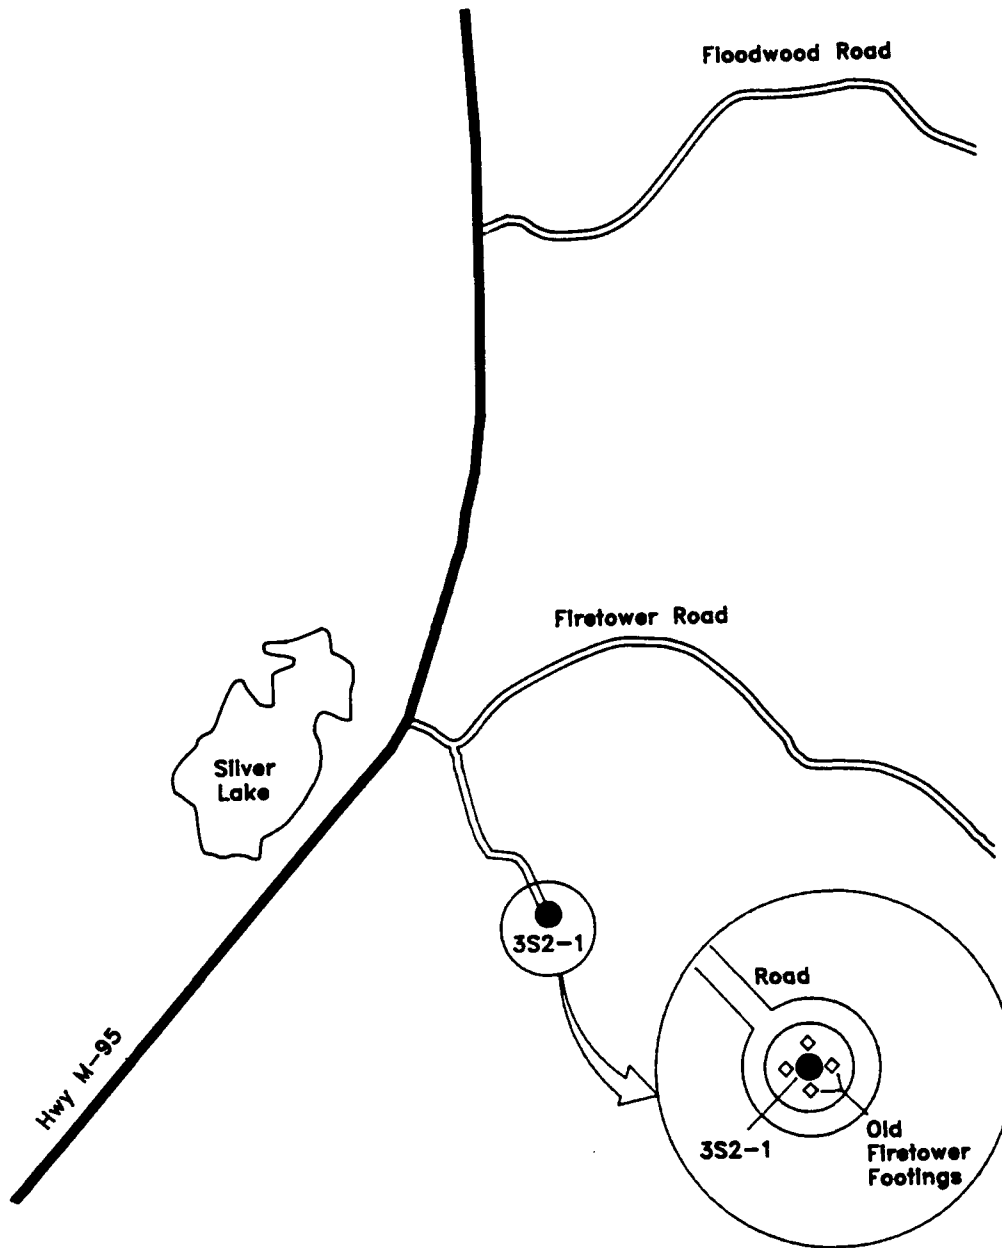 Floodwood Road
Firetower Road
Silver
Lake
3S2-1
Hwy M-95
Road
3S2-1
Old
Firetower
Footings